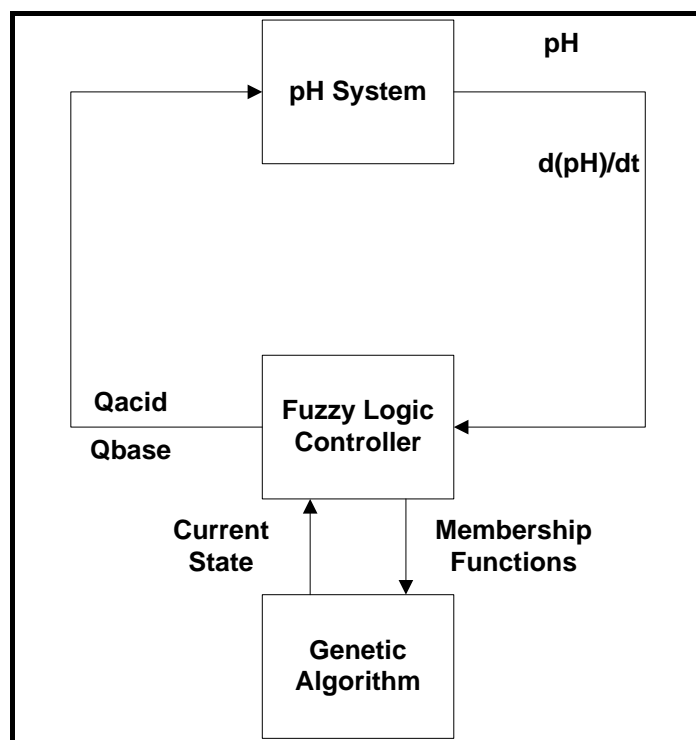 pH
pH System
d(pH)/dt
Qacid
Qbase
Fuzzy Logic
Controller
Current
State
Membership
Functions
Genetic
Algorithm